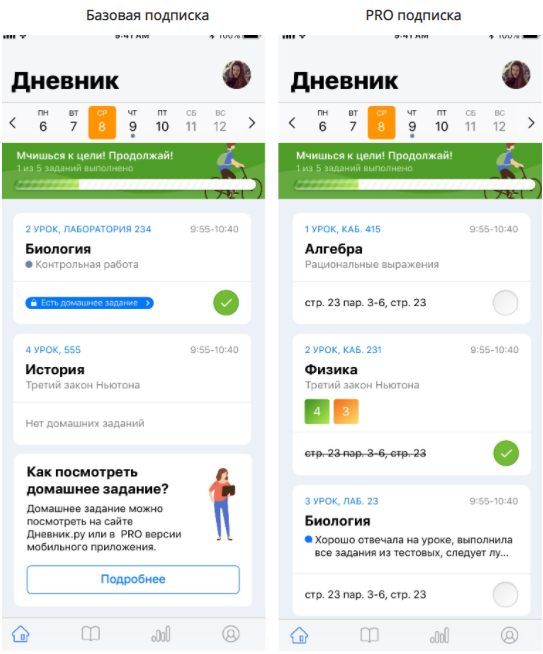 Базовая подписка
PRO подписка
9:41 AM
100%
Дневник
ПН ВТ СР ЧТ ПТ СБ ВС
6 7 8 9 10 11 12
Мчишься к цели! Продолжай!
1 из 5 заданий выполнено
2 УРОК, ЛАБОРАТОРИЯ 234
9:55-10:40
Биология
Контрольная работа
Есть домашнее задание
4 УРОК, 555
9:55-10:40
История
Третий закон Ньютона
Нет домашних заданий
Как посмотреть
домашнее задание?
Домашнее задание можно
посмотреть на сайте
Дневник.ру или в PRO версии
мобильного приложения.
Подробнее
9:41 AM
100%
Дневник
ПН ВТ СР ЧТ ПТ СБ ВС
6 7 8 9 10 11 12
Мчишься к цели! Продолжай!
1 из 5 заданий выполнено
1 УРОК, КАБ. 415
9:55-10:40
Алгебра
Рациональные выражения
стр. 23 пар. 3-6, стр. 23
2 УРОК, КАБ. 231
9:55-10:40
Физика
Третий закон Ньютона
4 3
стр. 23 пар. 3-6, стр. 23
3 УРОК, ЛАБ. 23
9:55-10:40
Биология
Хорошо отвечала на уроке, выполнила
все задания из тестовых, следует лу...
стр. 23 пар. 3-6, стр. 23